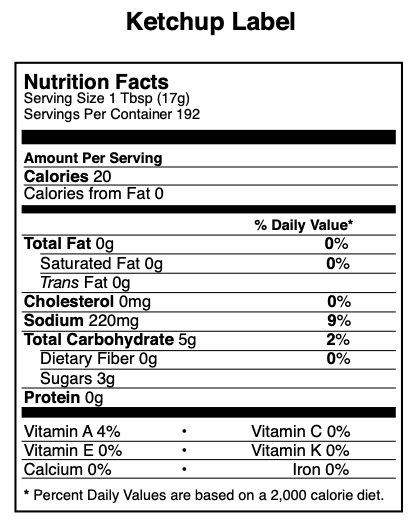 Ketchup Label
Nutrition Facts
Serving Size 1 Tbsp (17g)
Servings Per Container 192
Amount Per Serving
Calories 20
Calories from Fat 0
% Daily Value*
Total Fat 0g 0%
Saturated Fat 0g 0%
Trans Fat 0g
Cholesterol 0mg 0%
Sodium 220mg 9%
Total Carbohydrate 5g 2%
Dietary Fiber 0g 0%
Sugars 3g
Protein 0g
Vitamin A 4% • Vitamin C 0%
Vitamin E 0% • Vitamin K 0%
Calcium 0% • Iron 0%
* Percent Daily Values are based on a 2,000 calorie diet.